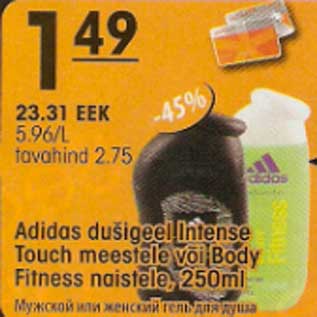 1 49
23.31 EEK
5.96/L
tavahind 2.75
-45%
adidas
Fitness
Adidas dušigeel Intense
Touch meestele või Body
Fitness naistele, 250ml
Мужской или женский гель для душа